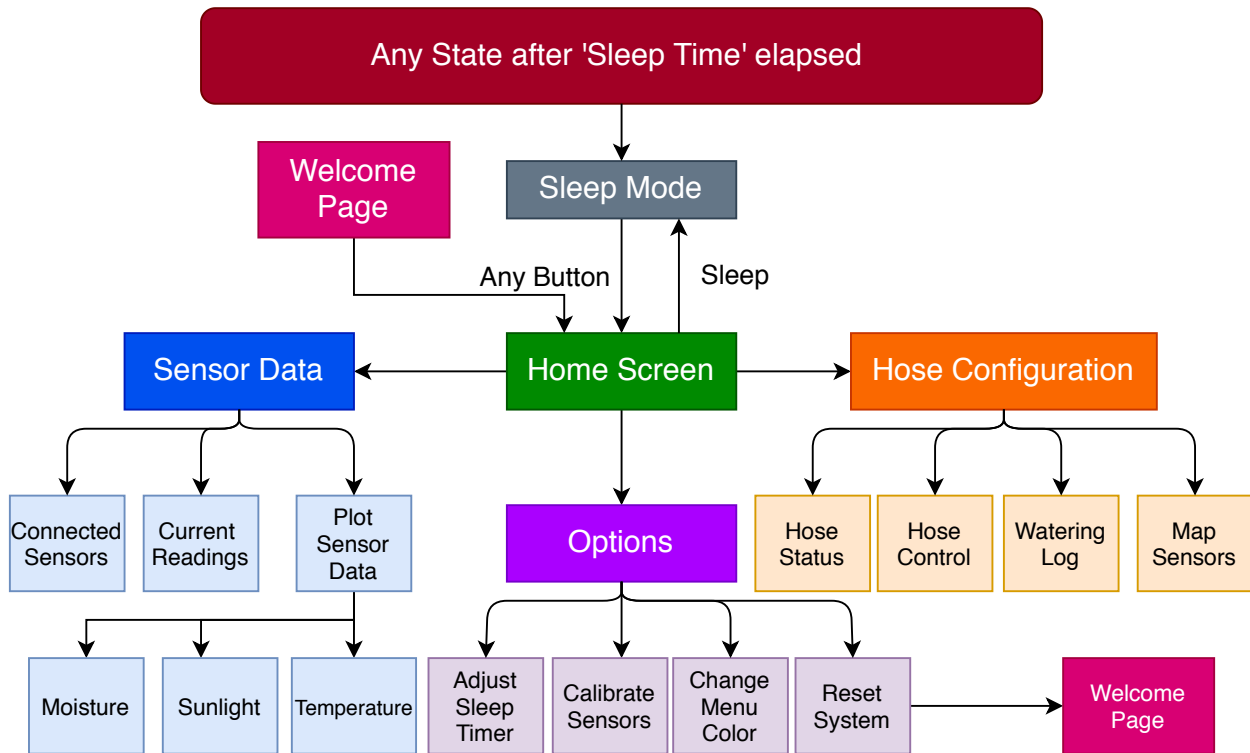 Any State after 'Sleep Time' elapsed
Welcome
Page
Sleep Mode
Any Button
Sleep
Sensor Data
Home Screen
Hose Configuration
Connected
Sensors
Current
Readings
Plot
Sensor
Data
Options
Hose
Status
Hose
Control
Watering
Log
Map
Sensors
Moisture
Sunlight
Temperature
Adjust
Sleep
Timer
Calibrate
Sensors
Change
Menu
Color
Reset
System
Welcome
Page